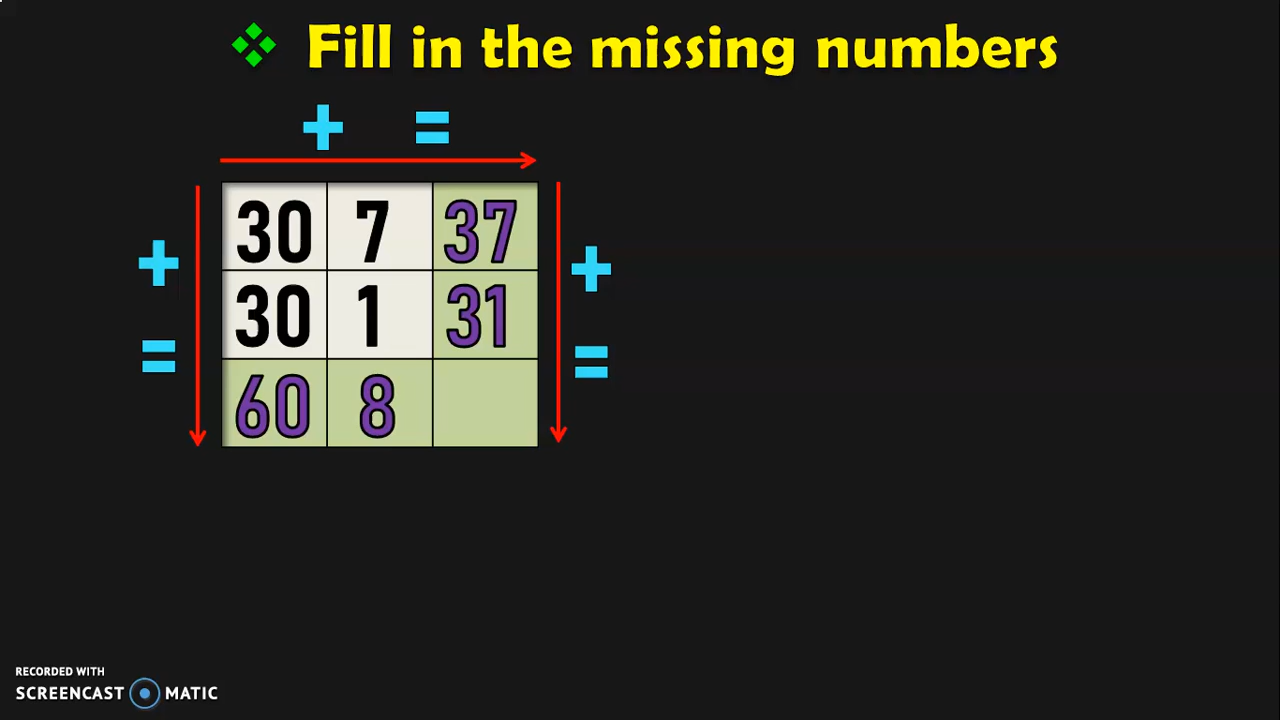 ❖ Fill in the missing numbers
+ =
30 7 37
+ +
30 1 31
= =
60 8
RECORDED WITH
SCREENCAST MATIC